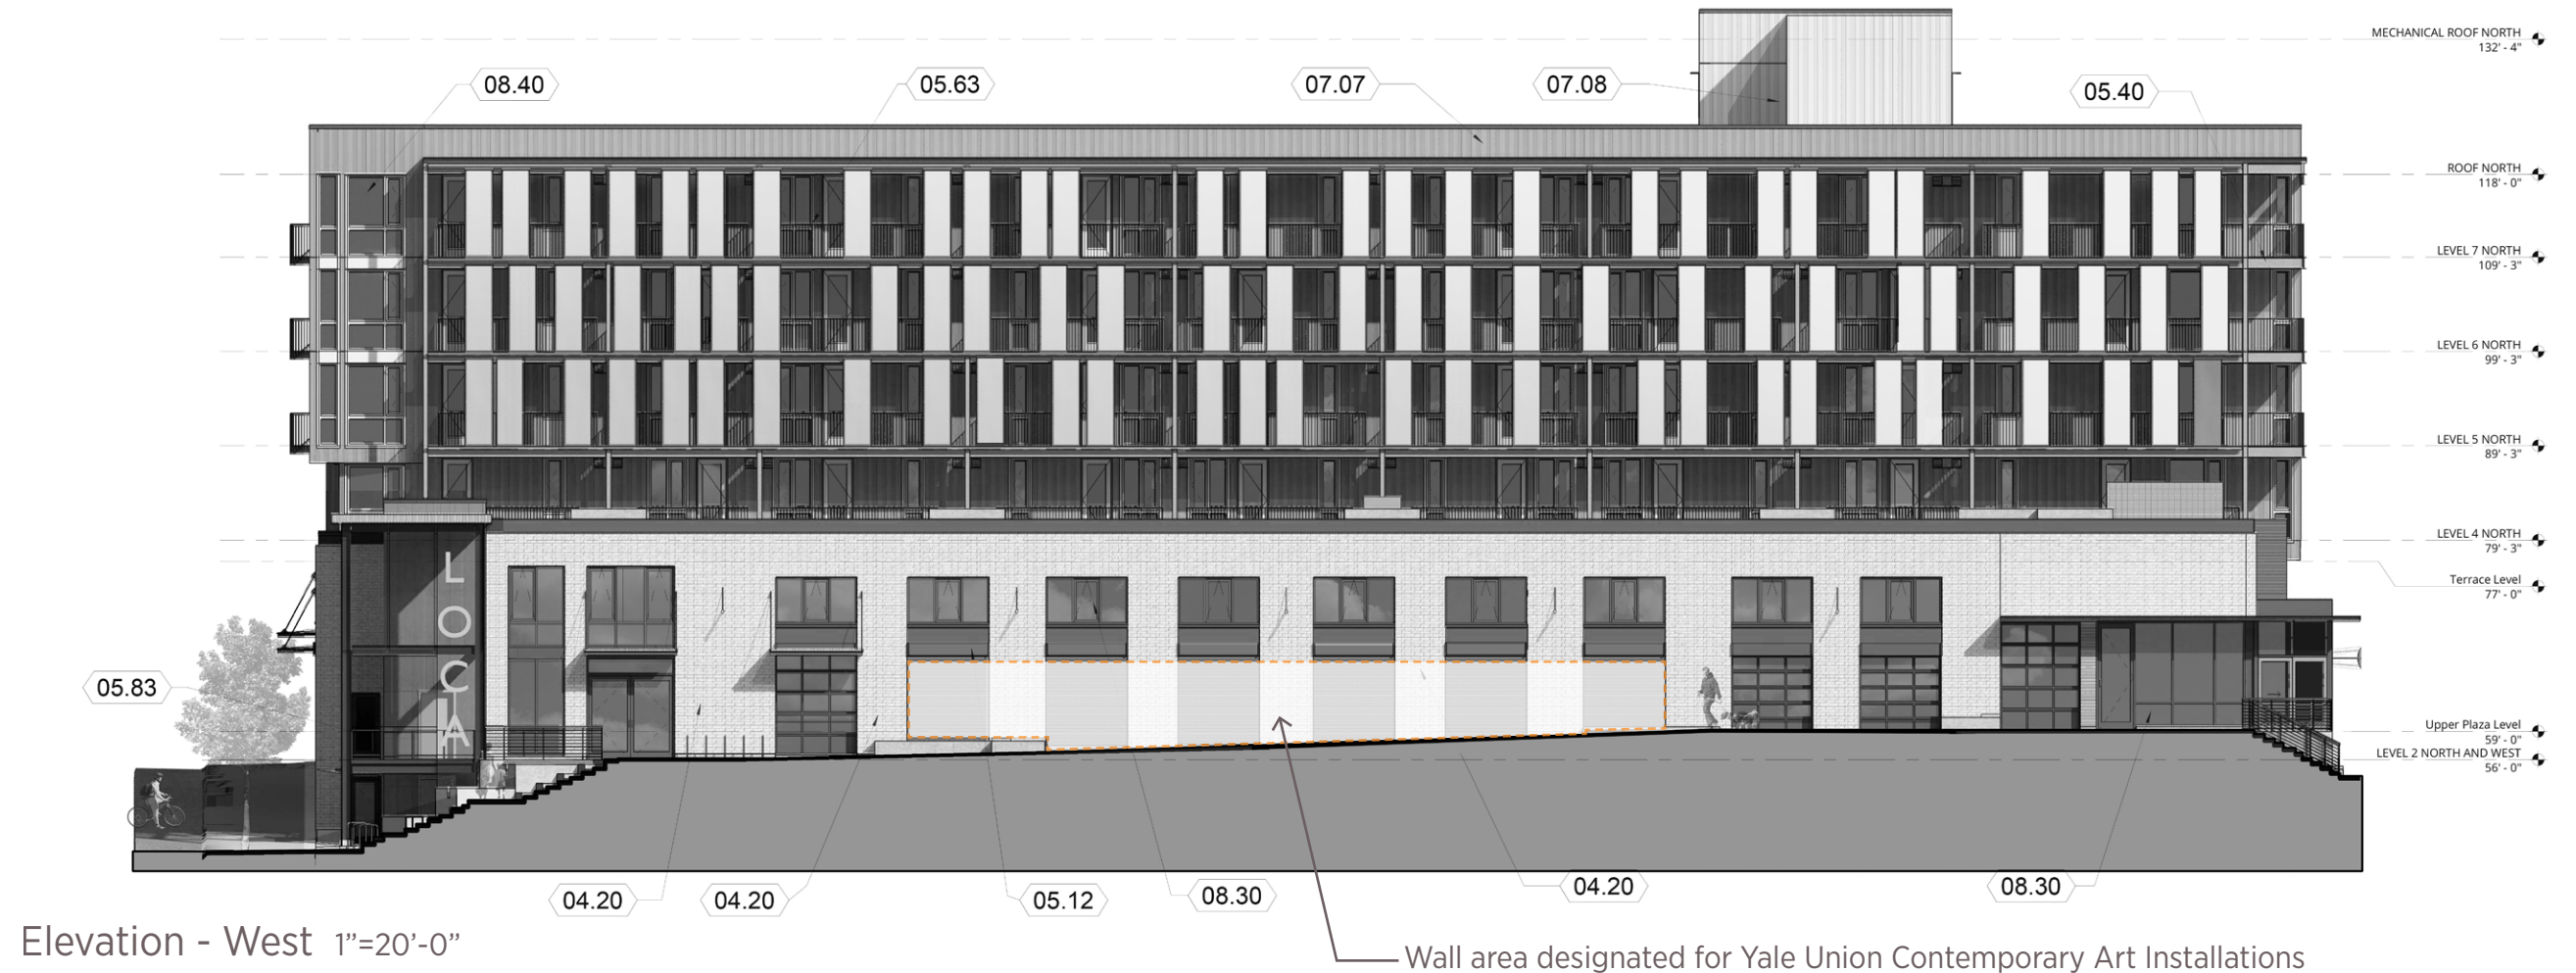 MECHANICAL ROOF NORTH
132' - 4"
08.40
05.63
07.07
07.08
05.40
ROOF NORTH
118' - 0"
LEVEL 7 NORTH
109' - 3"
LEVEL 6 NORTH
99' - 3"
LEVEL 5 NORTH
89' - 3"
LEVEL 4 NORTH
79' - 3"
Terrace Level
77' - 0"
L
O
C
A
05.83
Upper Plaza Level
59' - 0"
LEVEL 2 NORTH AND WEST
56' - 0"
04.20
04.20
05.12
08.30
04.20
08.30
Elevation - West 1”=20’-0”
Wall area designated for Yale Union Contemporary Art Installations